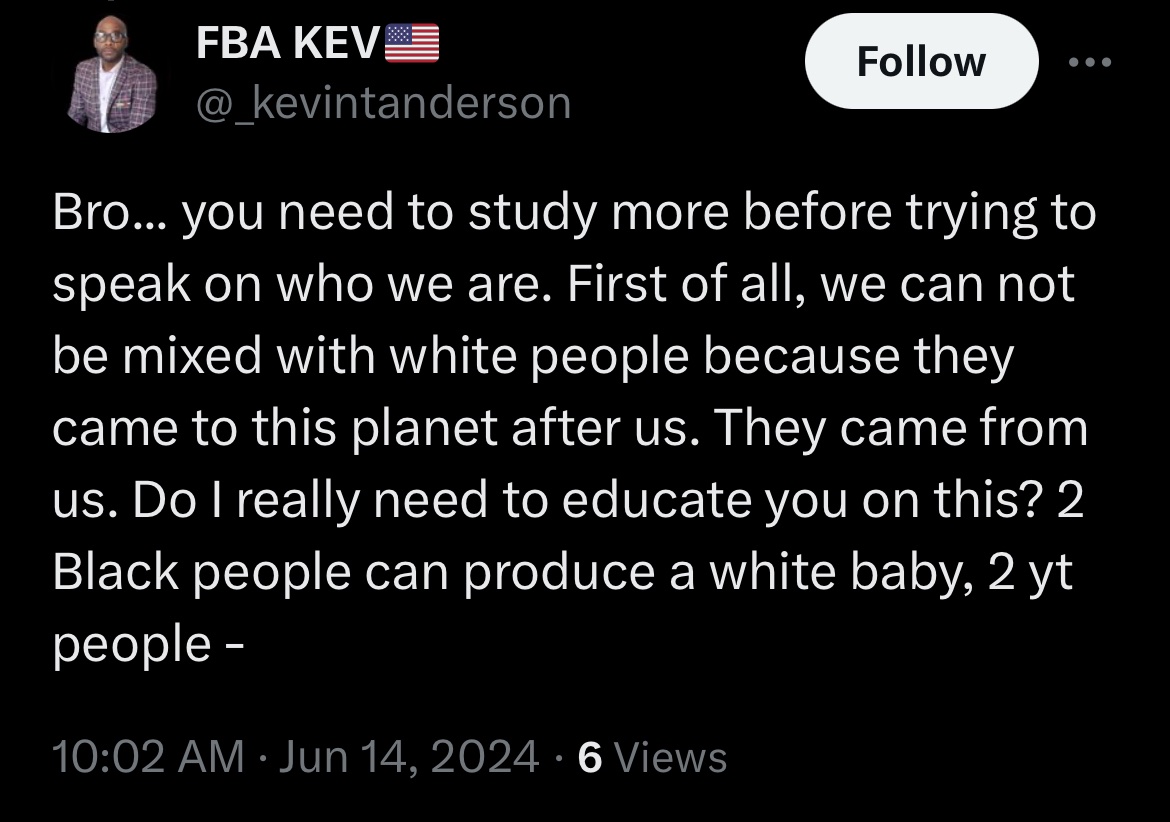 FBA KEV🇺🇸
Follow
@_kevintanderson
Bro... you need to study more before trying to
speak on who we are. First of all, we can not
be mixed with white people because they
came to this planet after us. They came from
us. Do I really need to educate you on this? 2
Black people can produce a white baby, 2 yt
people -
10:02 AM · Jun 14, 2024 · 6 Views